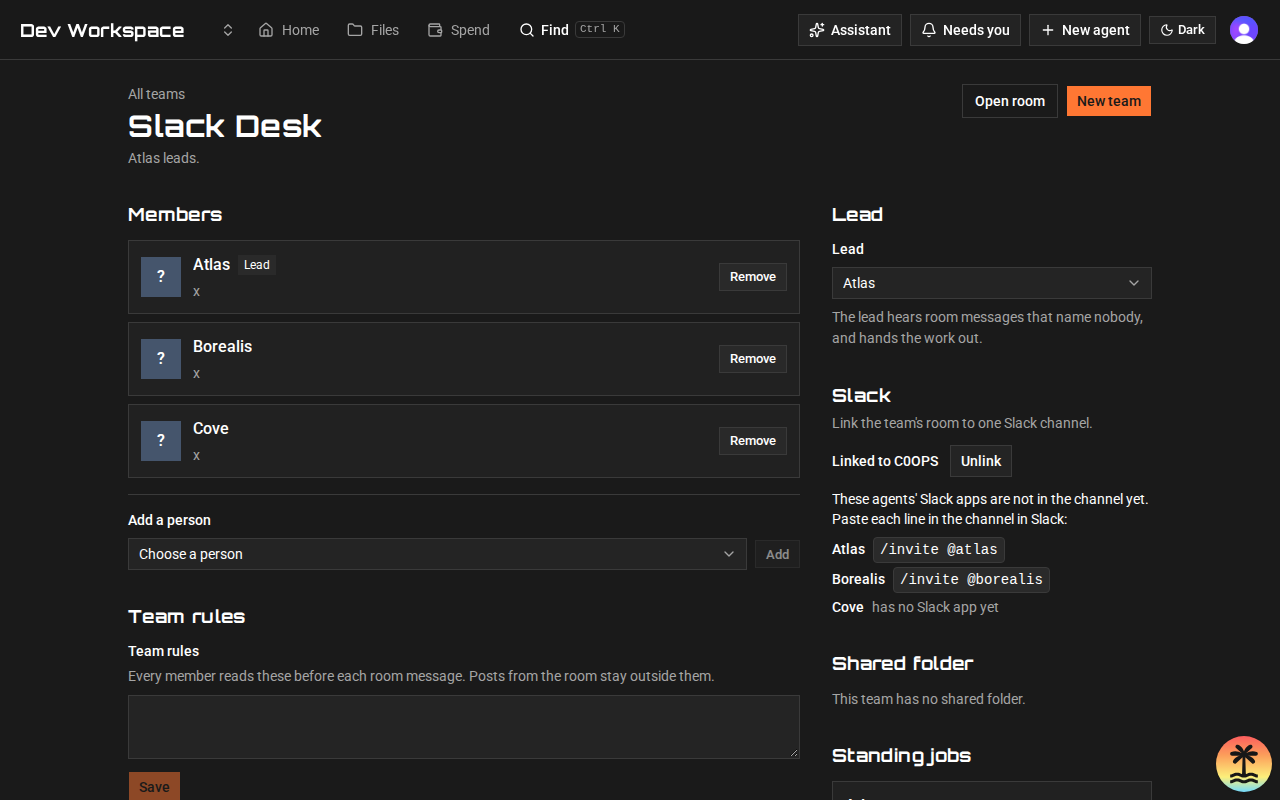 Dev Workspace
Home
Files
Spend
Find Ctrl K
Assistant
Needs you
New agent
Dark
All teams
Slack Desk
Atlas leads.
Open room
New team
Members
? Atlas Lead
x
Remove
? Borealis
x
Remove
? Cove
x
Remove
Add a person
Choose a person
Add
Team rules
Team rules
Every member reads these before each room message. Posts from the room stay outside them.
Save
Lead
Lead
Atlas
The lead hears room messages that name nobody,
and hands the work out.
Slack
Link the team's room to one Slack channel.
Linked to C0OPS Unlink
These agents' Slack apps are not in the channel yet.
Paste each line in the channel in Slack:
Atlas /invite @atlas
Borealis /invite @borealis
Cove has no Slack app yet
Shared folder
This team has no shared folder.
Standing jobs